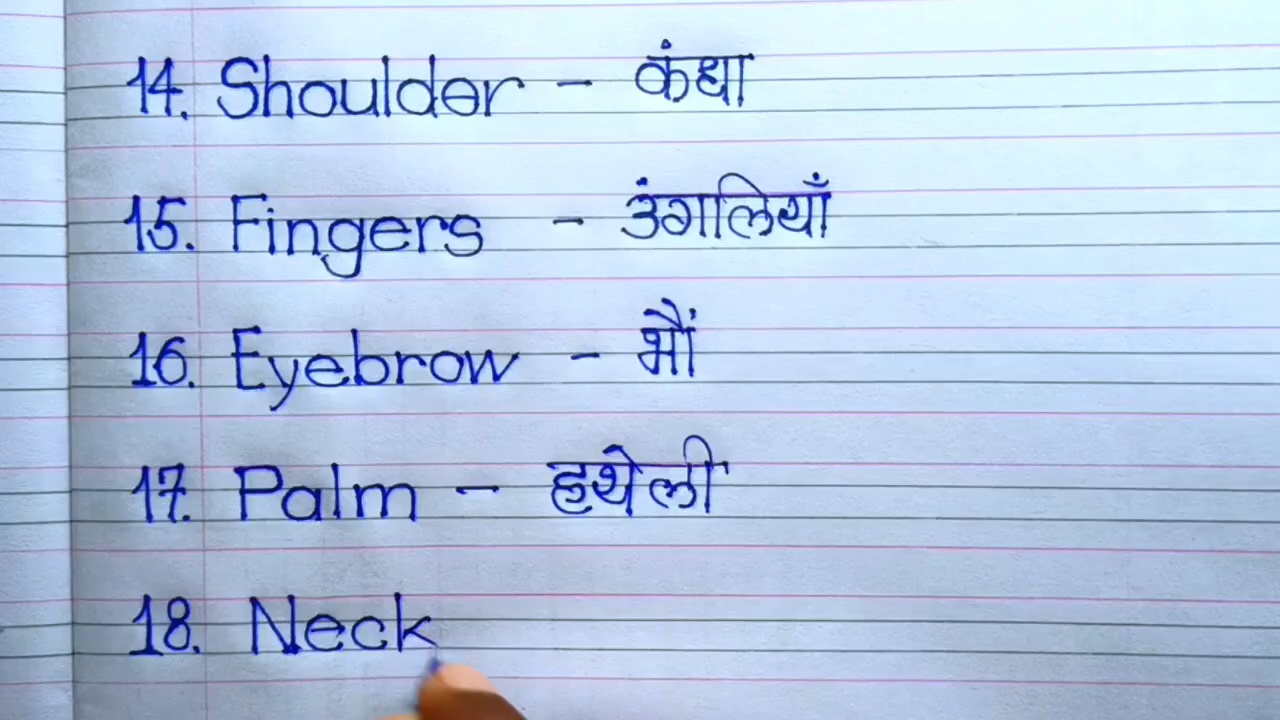 14. Shoulder - कंधा
15. Fingers - उंगलियाँ
16. Eyebrow - भौं
17. Palm - हथेली
18. Neck